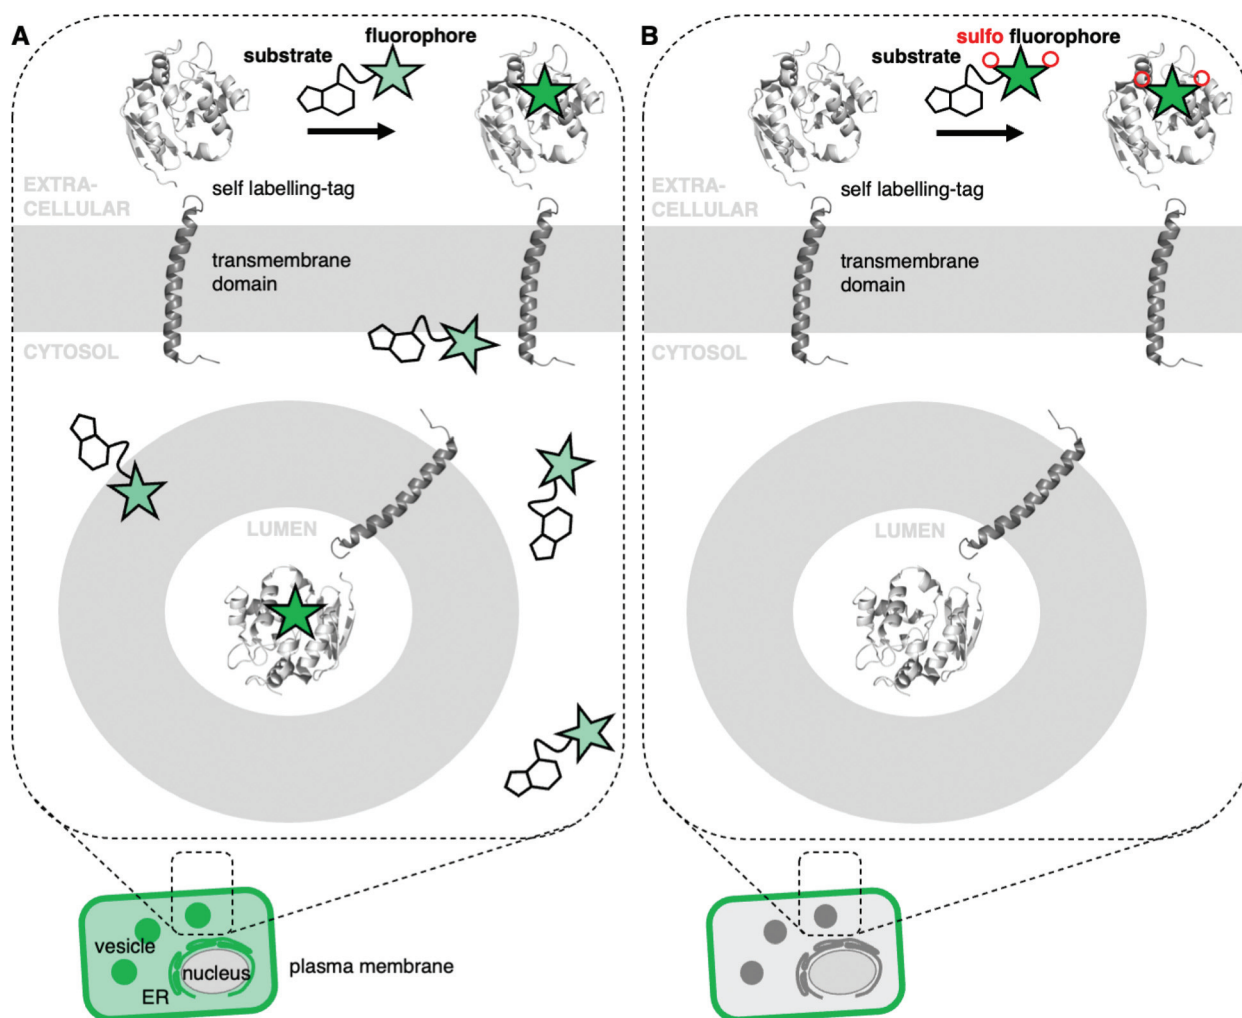 A
substrate
fluorophore
self labelling-tag
EXTRA-
CELLULAR
transmembrane
domain
CYTOSOL
LUMEN
vesicle
nucleus
ER
plasma membrane
B
substrate
sulfo fluorophore
self labelling-tag
EXTRA-
CELLULAR
transmembrane
domain
CYTOSOL
LUMEN